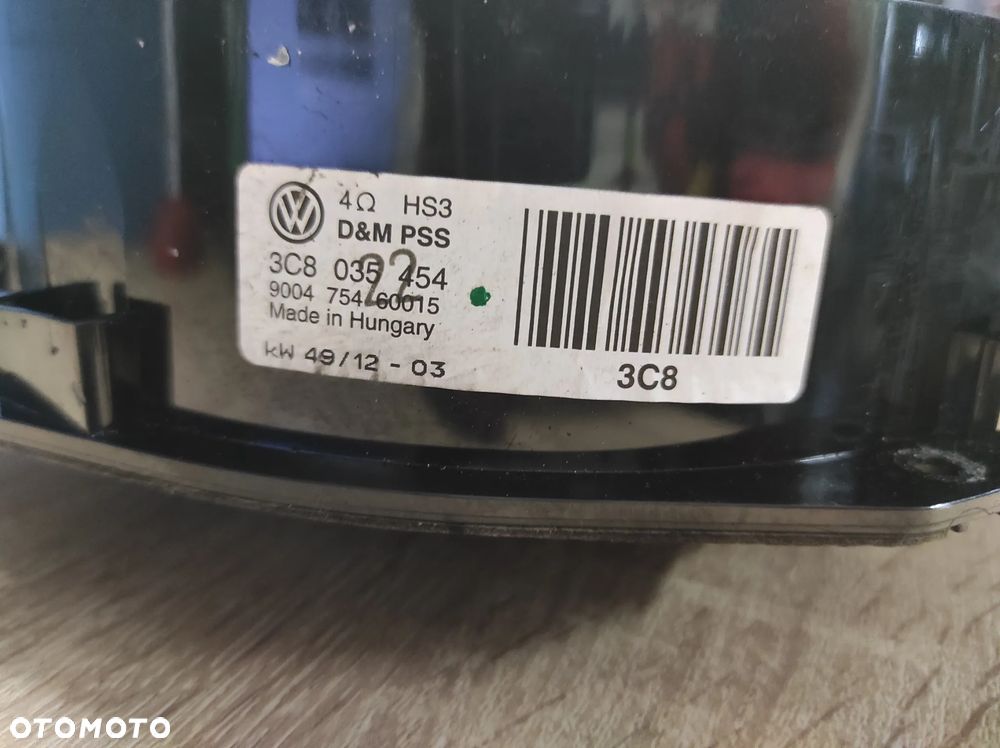 4Ω HS3
D&M PSS
3C8 035 454
22
9004 754 60015
Made in Hungary
kW 49/12 - 03
3C8
OTOMOTO